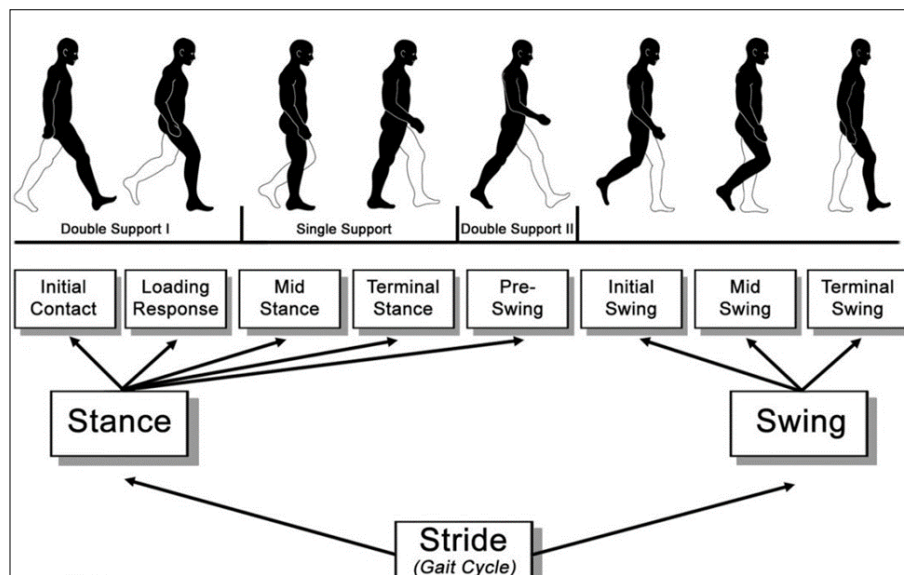 Double Support I
Single Support
Double Support II
Initial
Contact
Loading
Response
Mid
Stance
Terminal
Stance
Pre-
Swing
Initial
Swing
Mid
Swing
Terminal
Swing
Stance
Swing
Stride
(Gait Cycle)